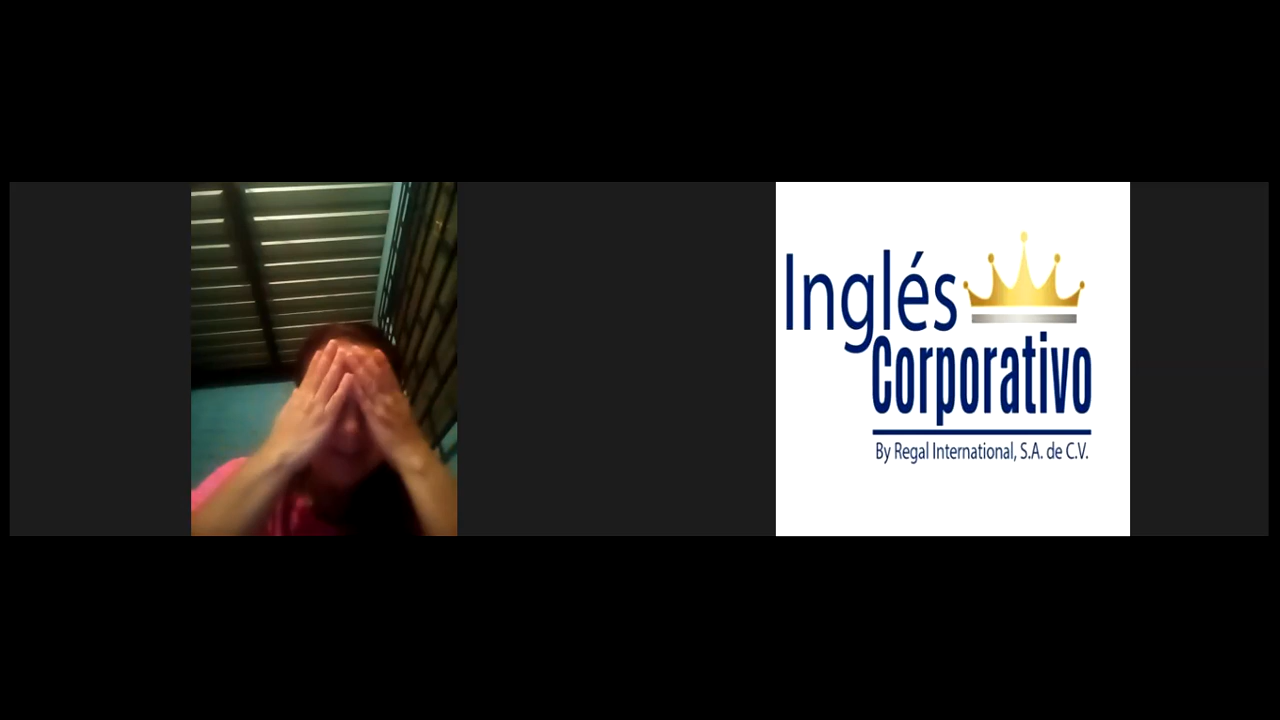 Inglés
Corporativo
By Regal International, S.A. de C.V.